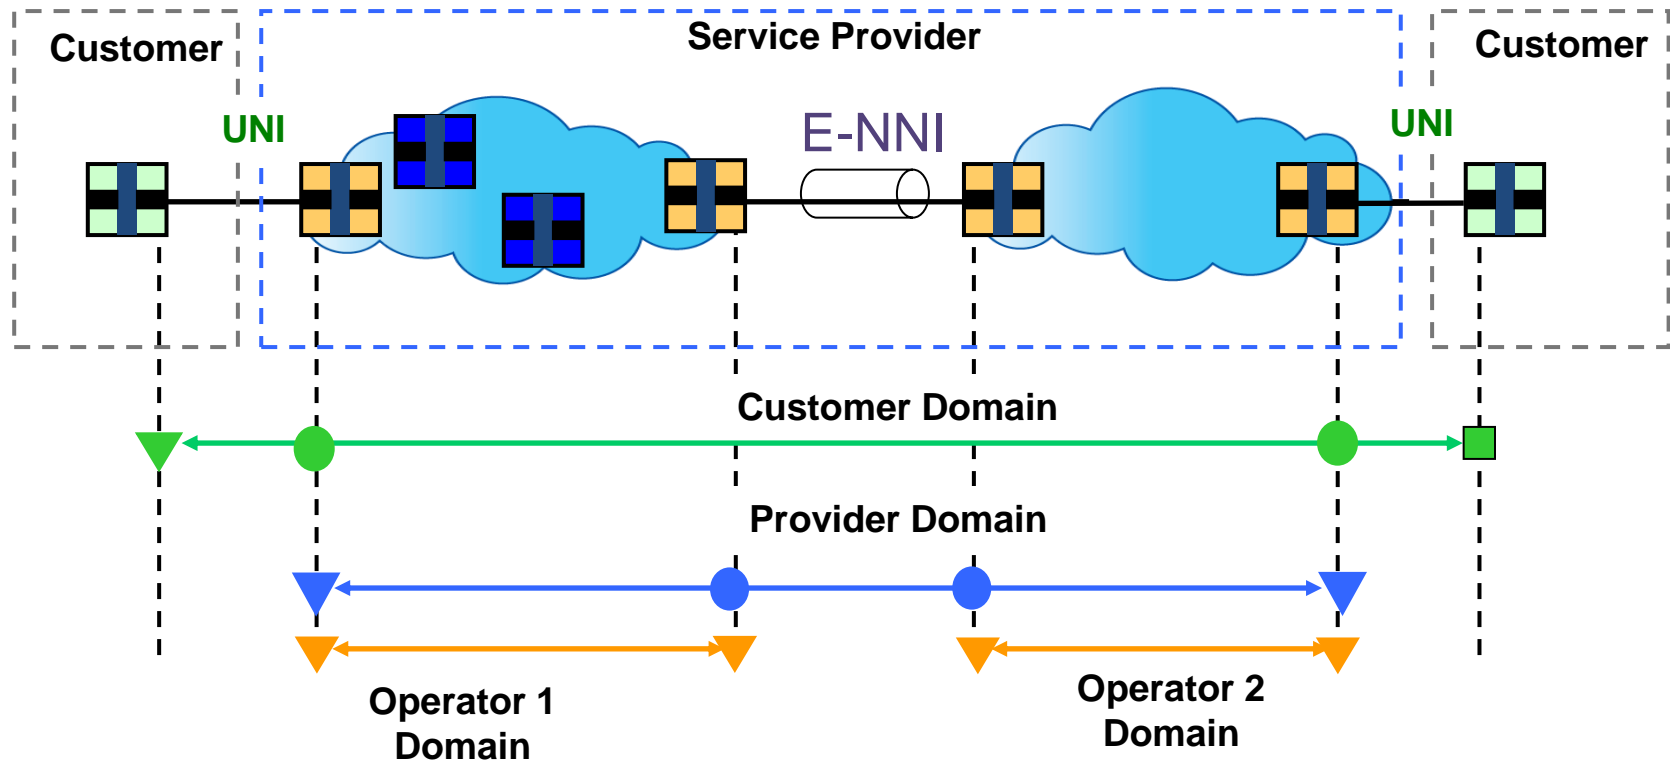 Customer
Service Provider
Customer
UNI
E-NNI
UNI
Customer Domain
Provider Domain
Operator 1
Domain
Operator 2
Domain